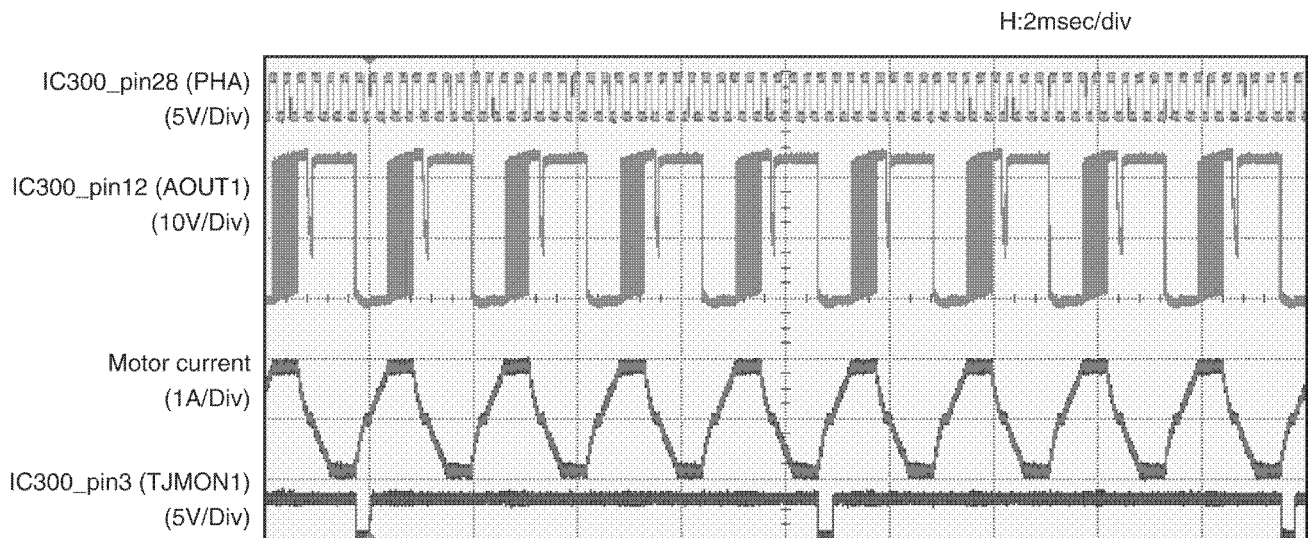 H:2msec/div
IC300_pin28 (PHA)
(5V/Div)
IC300_pin12 (AOUT1)
(10V/Div)
Motor current
(1A/Div)
IC300_pin3 (TJMON1)
(5V/Div)